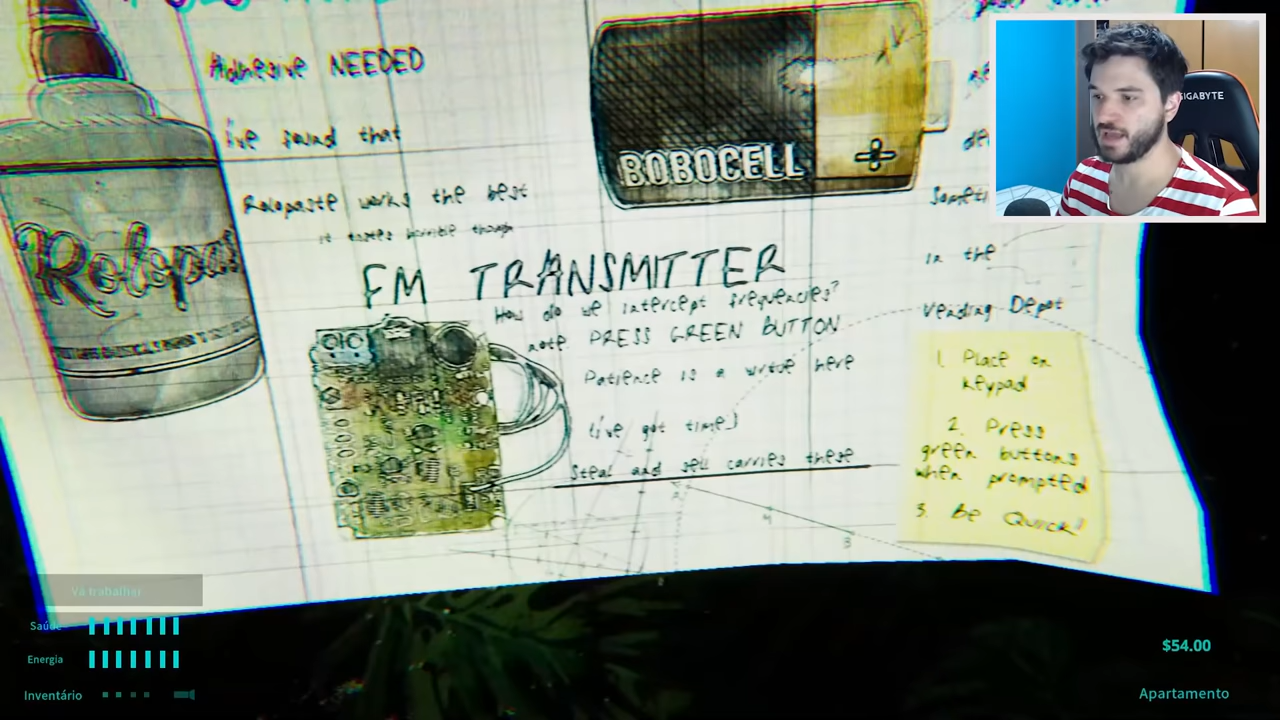 Adhesive NEEDED
i've found that
Rolopaste works the best
it tastes horrible though
BOBOCELL
Rolopas
in the
Vending Depot
FM TRANSMITTER
How do we intercept frequencies?
note PRESS GREEN BUTTON
Patience is a virtue here
(i've got time)
Steal and sell carries these
1. Place on
keypad
2. Press
green buttons
when prompted
3. Be Quick!
GIGABYTE
Vá trabalhar
Saúde
Energia
Inventário
$54.00
Apartamento